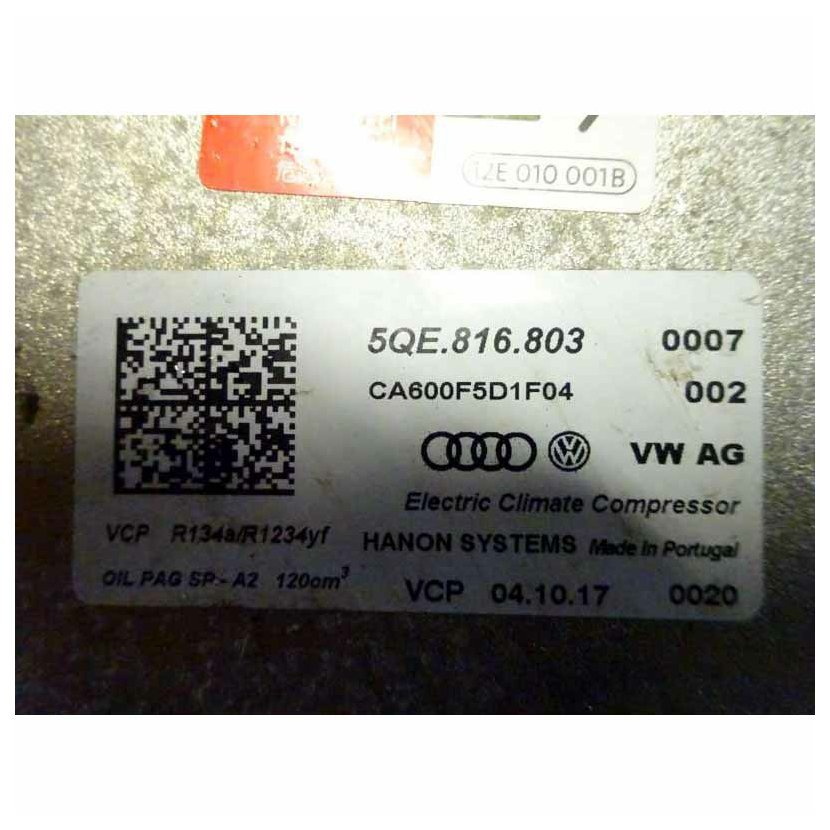 12E 010 001B
5QE.816.803 0007
CA600F5D1F04 002
VW AG
Electric Climate Compressor
VCP R134a/R1234yf HANON SYSTEMS Made in Portugal
OIL PAG SP - A2 120cm³ VCP 04.10.17 0020